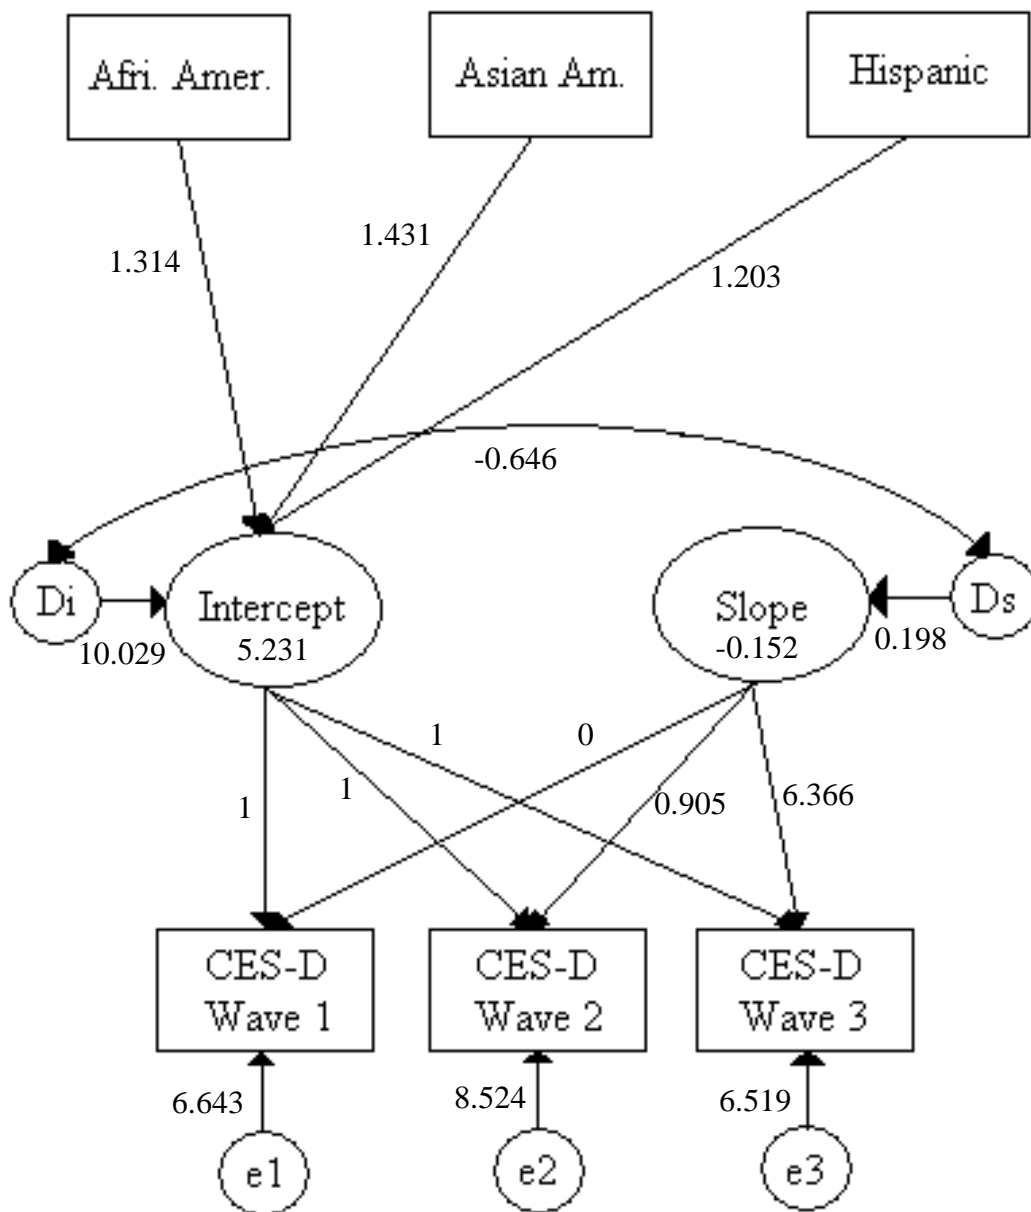 Afri. Amer.
Asian Am.
Hispanic
1.314
1.431
1.203
-0.646
Di
Intercept
Slope
Ds
10.029
5.231
-0.152
0.198
1
1
1
0
0.905
6.366
CES-D
Wave 1
CES-D
Wave 2
CES-D
Wave 3
6.643
8.524
6.519
e1
e2
e3